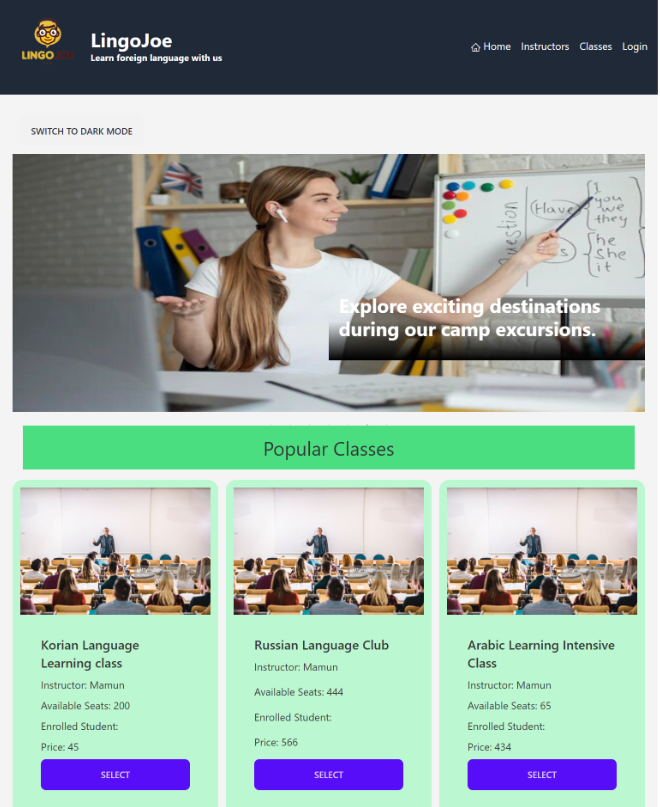 LINGOJOE
LingoJoe
Learn foreign language with us
Home
Instructors
Classes
Login
SWITCH TO DARK MODE
Question
(Have)
I
you
we
they
he
She
it
Explore exciting destinations
during our camp excursions.
Popular Classes
Korian Language
Learning class
Instructor: Mamun
Available Seats: 200
Enrolled Student:
Price: 45
SELECT
Russian Language Club
Instructor: Mamun
Available Seats: 444
Enrolled Student:
Price: 566
SELECT
Arabic Learning Intensive
Class
Instructor: Mamun
Available Seats: 65
Enrolled Student:
Price: 434
SELECT